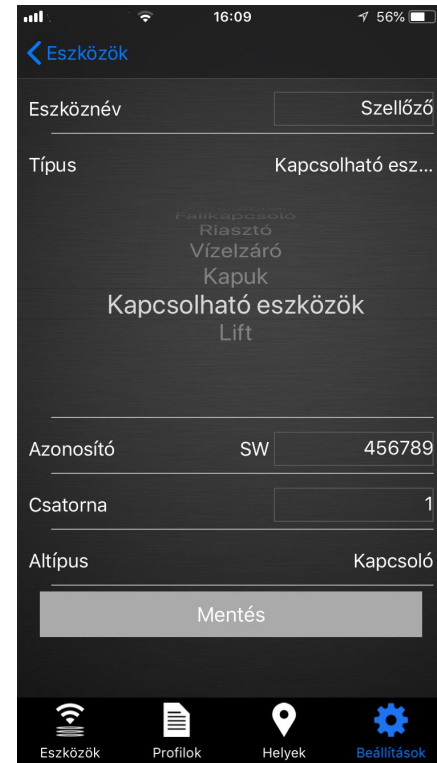 16:09 56%
Eszközök
Eszköznév Szellőző
Típus Kapcsolható esz...
Falikapcsoló
Riasztó
Vízelzáró
Kapuk
Kapcsolható eszközök
Lift
Azonosító SW 456789
Csatorna 1
Altípus Kapcsoló
Mentés
Eszközök Profilok Helyek Beállítások